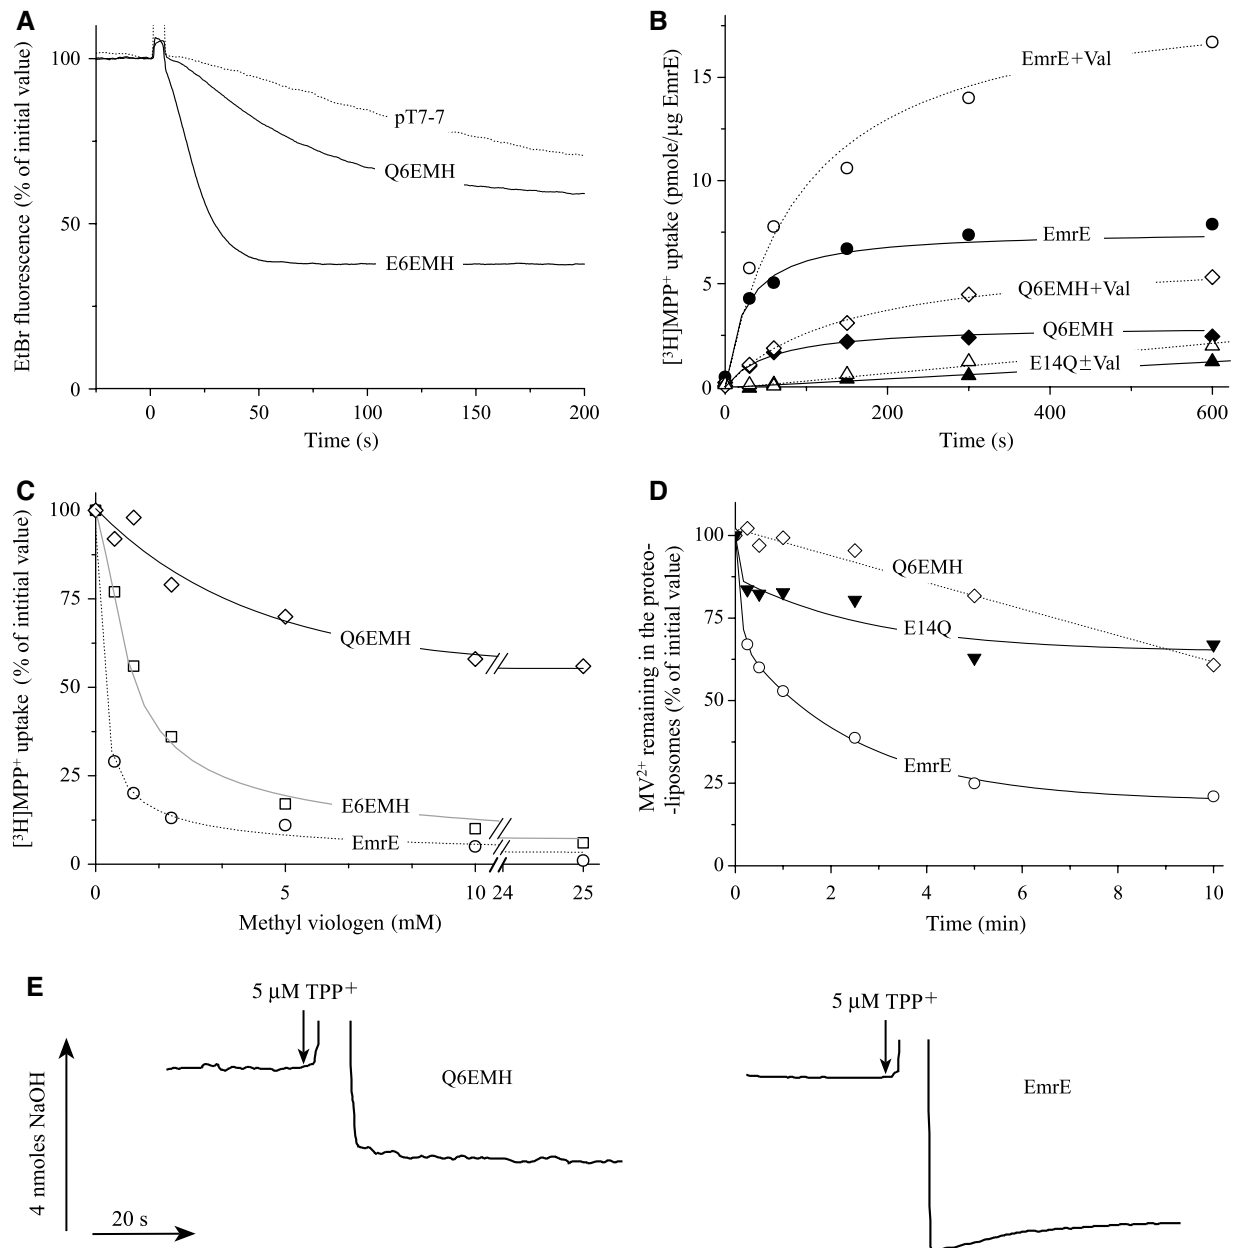 A
EtBr fluorescence (% of initial value)
100
50
0
pT7-7
Q6EMH
E6EMH
0 50 100 150 200
Time (s)
B
[³H]MPP⁺ uptake (pmole/µg EmrE)
15
10
5
0
EmrE+Val
EmrE
Q6EMH+Val
Q6EMH
E14Q±Val
0 200 400 600
Time (s)
C
[³H]MPP⁺ uptake (% of intitial value)
100
75
50
25
0
Q6EMH
E6EMH
EmrE
0 5 10 24 25
Methyl viologen (mM)
D
MV²⁺ remaining in the proteo-
-liposomes (% of initial value)
100
75
50
25
0
Q6EMH
E14Q
EmrE
0 2 4 6 8 10
Time (min)
E
4 nmoles NaOH
20 s
5 µM TPP⁺
Q6EMH
5 µM TPP⁺
EmrE